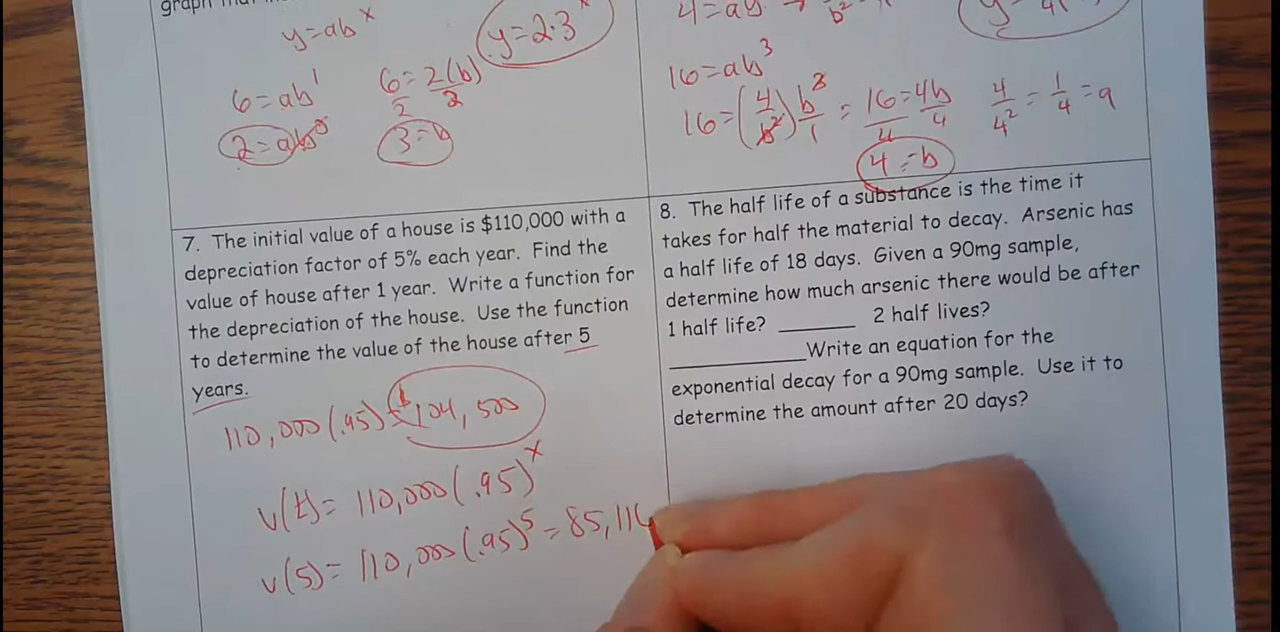 graph that
y=ab^x
y=2·3^x
6=ab^1
6/2=2(b)/2
2=ab^0
3=b
4=ab
16=ab^3
16=(4/b^2)b^3/1=16/4=4b/4
4/4^2=1/4=a
4=b
7. The initial value of a house is $110,000 with a
depreciation factor of 5% each year. Find the
value of house after 1 year. Write a function for
the depreciation of the house. Use the function
to determine the value of the house after 5
years.
110,000(.95)=$104,500
v(t)=110,000(.95)^x
v(5)=110,000(.95)^5=85,116
8. The half life of a substance is the time it
takes for half the material to decay. Arsenic has
a half life of 18 days. Given a 90mg sample,
determine how much arsenic there would be after
1 half life? ______ 2 half lives?
__________Write an equation for the
exponential decay for a 90mg sample. Use it to
determine the amount after 20 days?